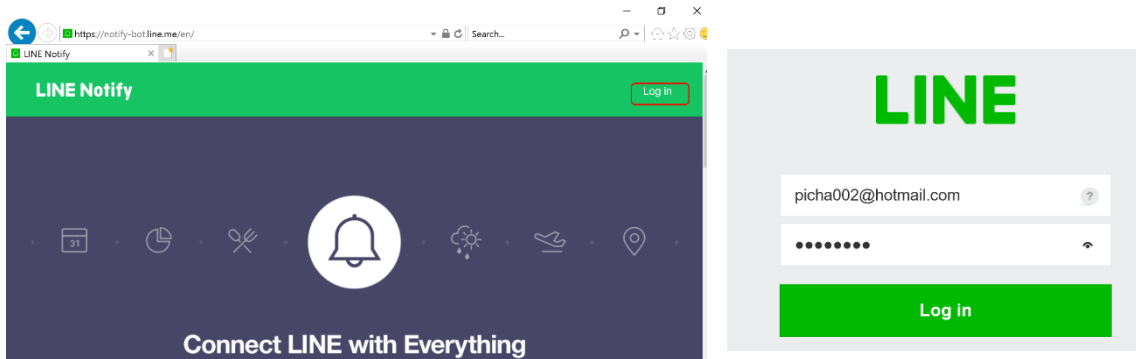 https://notify-bot.line.me/en/
Search...
LINE Notify
LINE Notify
Log in
31
Connect LINE with Everything
LINE
picha002@hotmail.com
?
●●●●●●●●
Log in